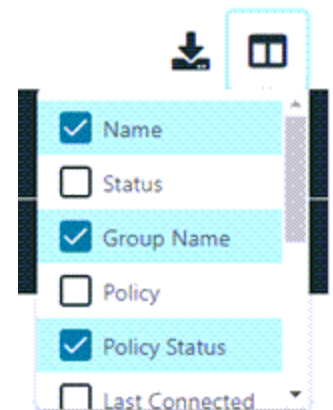 Name
Status
Group Name
Policy
Policy Status
Last Connected